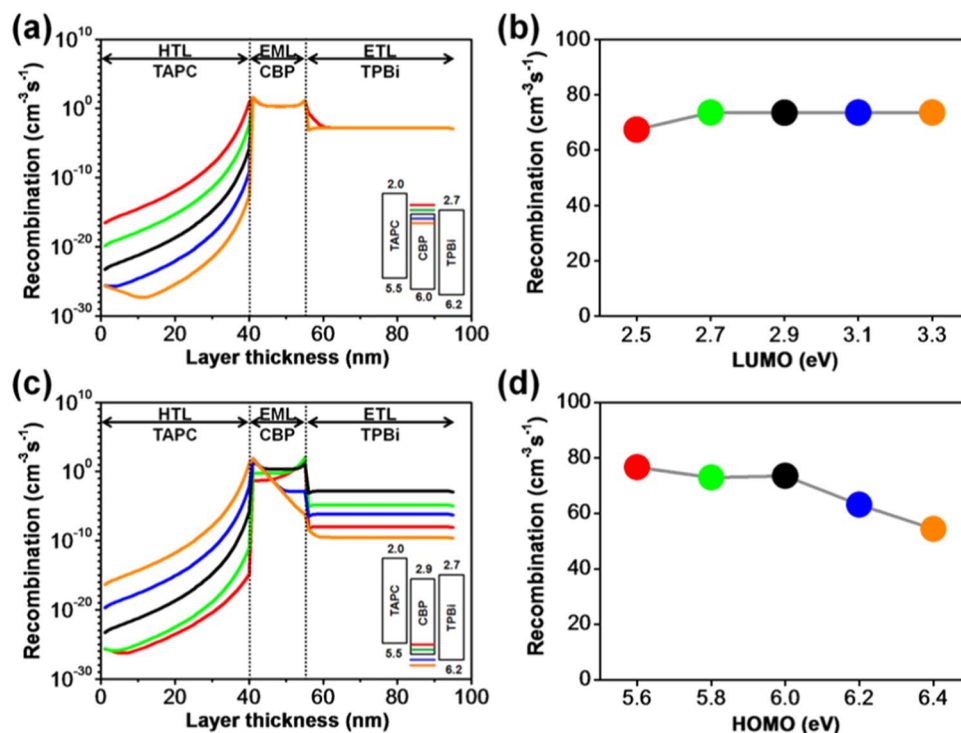 (a)
10^10
10^0
10^-10
10^-20
10^-30
Recombination (cm^-3s^-1)
HTL EML ETL
TAPC CBP TPBi
2.0 2.7
TAPC CBP TPBi
5.5 6.0 6.2
0 20 40 60 80 100
Layer thickness (nm)
(b)
100
80
60
40
20
0
Recombination (cm^-3s^-1)
2.5 2.7 2.9 3.1 3.3
LUMO (eV)
(c)
10^10
10^0
10^-10
10^-20
10^-30
Recombination (cm^-3s^-1)
HTL EML ETL
TAPC CBP TPBi
2.0 2.9 2.7
TAPC CBP TPBi
5.5 6.2
0 20 40 60 80 100
Layer thickness (nm)
(d)
100
80
60
40
20
0
Recombination (cm^-3s^-1)
5.6 5.8 6.0 6.2 6.4
HOMO (eV)